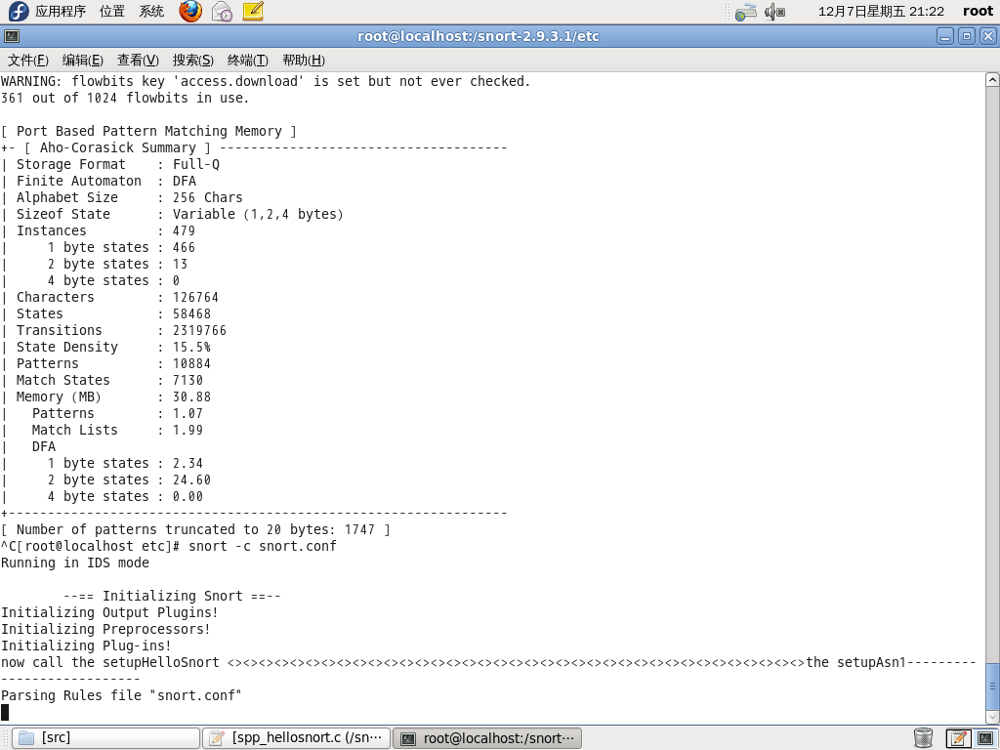 应用程序 位置 系统 12月7日星期五 21:22 root
root@localhost:/snort-2.9.3.1/etc
文件(F) 编辑(E) 查看(V) 搜索(S) 终端(T) 帮助(H)
WARNING: flowbits key 'access.download' is set but not ever checked.
361 out of 1024 flowbits in use.
[ Port Based Pattern Matching Memory ]
+- [ Aho-Corasick Summary ] -------------------------------------
| Storage Format    : Full-Q
| Finite Automaton  : DFA
| Alphabet Size     : 256 Chars
| Sizeof State      : Variable (1,2,4 bytes)
| Instances         : 479
|     1 byte states : 466
|     2 byte states : 13
|     4 byte states : 0
| Characters        : 126764
| States            : 58468
| Transitions       : 2319766
| State Density     : 15.5%
| Patterns          : 10884
| Match States      : 7130
| Memory (MB)       : 30.88
|   Patterns        : 1.07
|   Match Lists     : 1.99
|   DFA
|     1 byte states : 2.34
|     2 byte states : 24.60
|     4 byte states : 0.00
+----------------------------------------------------------------
[ Number of patterns truncated to 20 bytes: 1747 ]
^C[root@localhost etc]# snort -c snort.conf
Running in IDS mode
        --== Initializing Snort ==--
Initializing Output Plugins!
Initializing Preprocessors!
Initializing Plug-ins!
now call the setupHelloSnort <><><><><><><><><><><><><><><><><><><><><><><><><><><><><><><><><><><><><>the setupAsn1---------
------------------
Parsing Rules file "snort.conf"
[src] [spp_hellosnort.c (/sn… root@localhost:/snort…